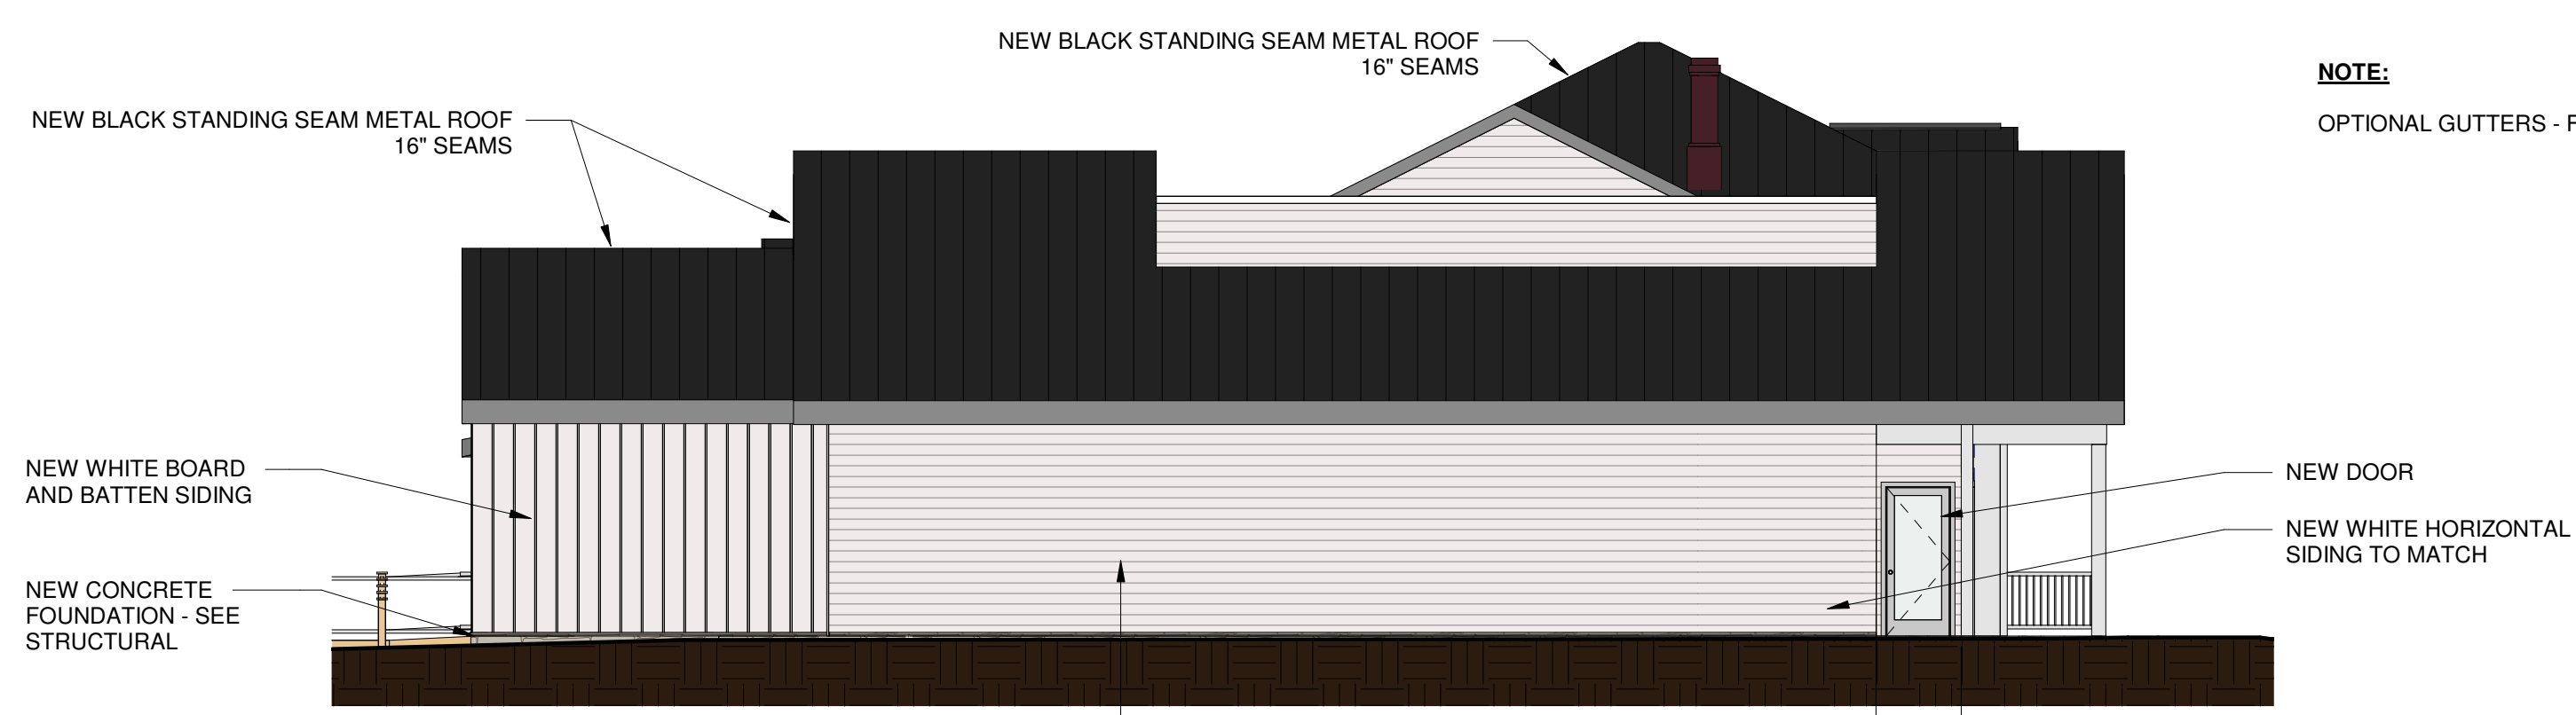 NEW BLACK STANDING SEAM METAL ROOF
16" SEAMS
NEW BLACK STANDING SEAM METAL ROOF
16" SEAMS
NOTE:
OPTIONAL GUTTERS -
NEW WHITE BOARD
AND BATTEN SIDING
NEW CONCRETE
FOUNDATION - SEE
STRUCTURAL
NEW DOOR
NEW WHITE HORIZONTAL
SIDING TO MATCH